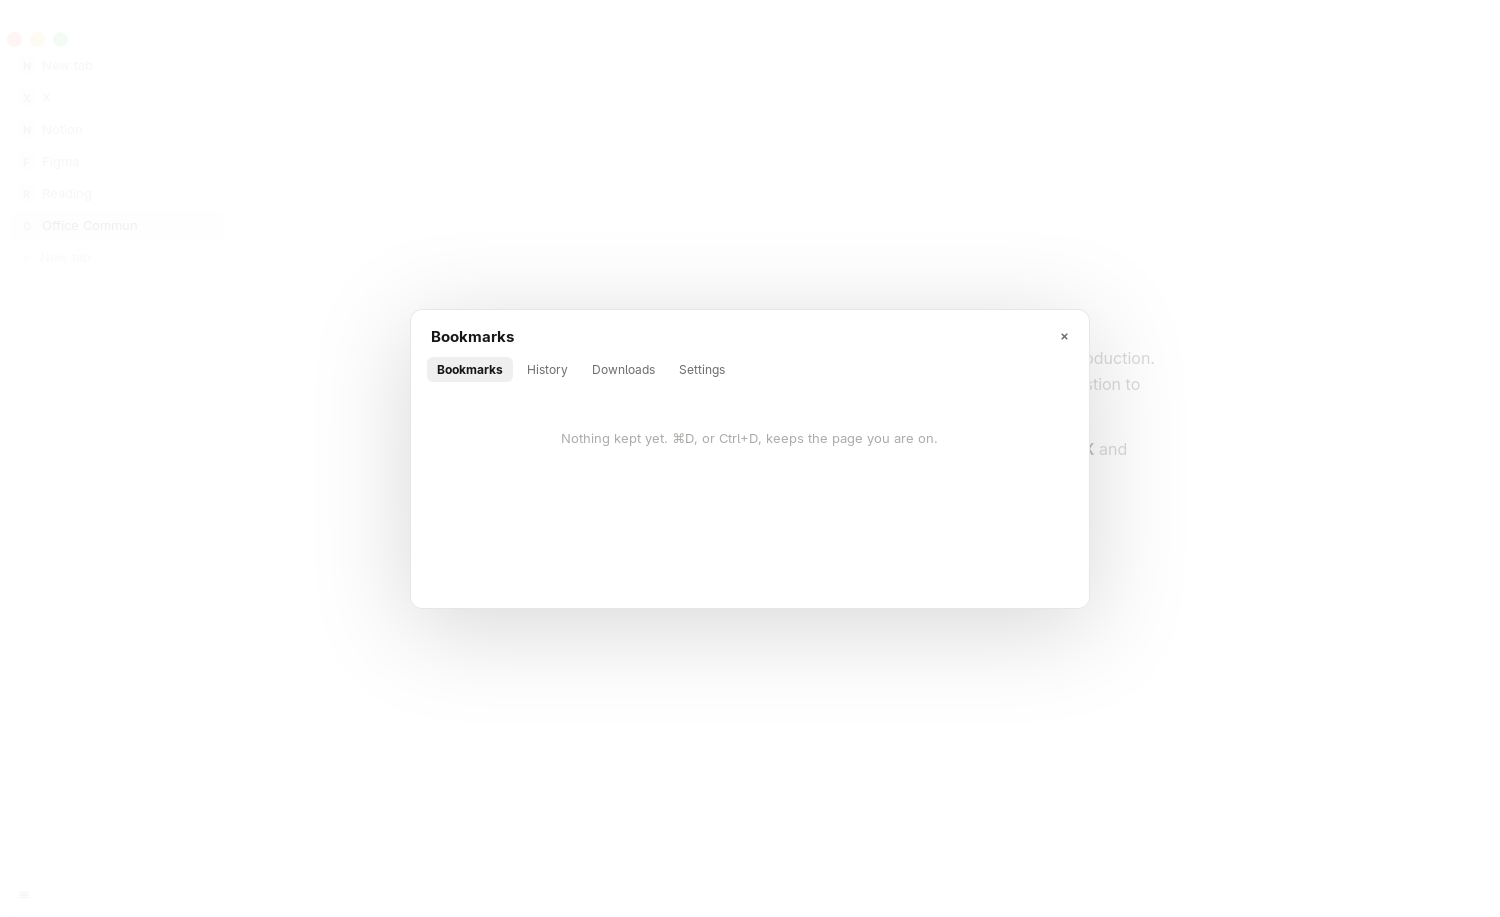 N New tab
X X
N Notion
F Figma
R Reading
O Office Commun
+ New tab
Bookmarks
×
Bookmarks History Downloads Settings
oduction.
stion to
Nothing kept yet. ⌘D, or Ctrl+D, keeps the page you are on.
K and